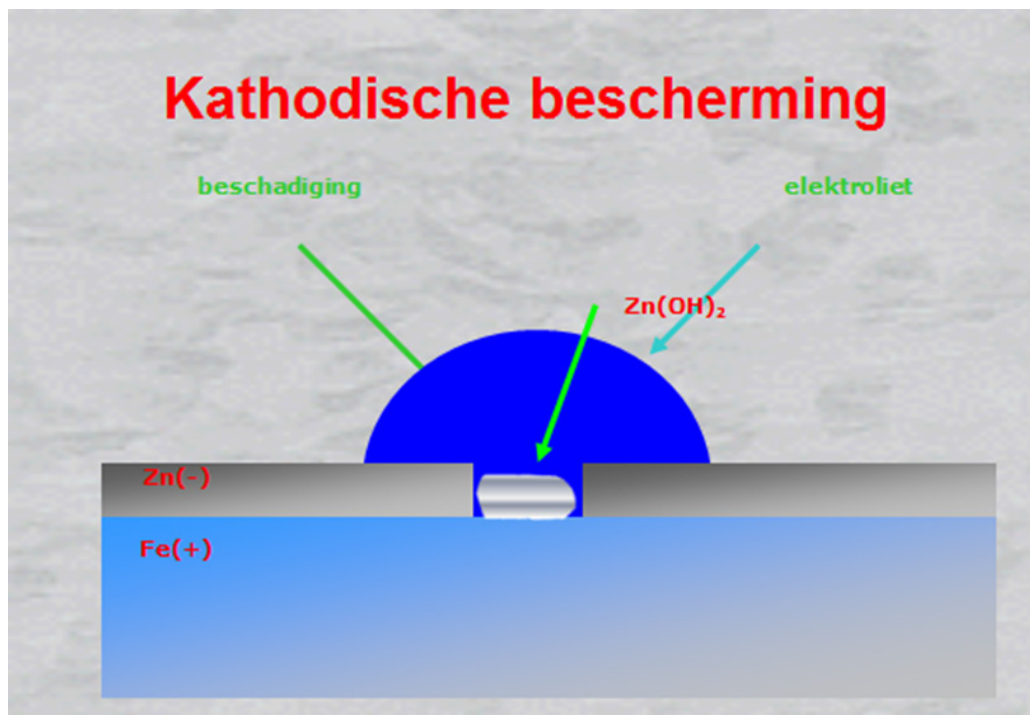 Kathodische bescherming
beschadiging
elektroliet
Zn(OH)₂
Zn(-)
Fe(+)